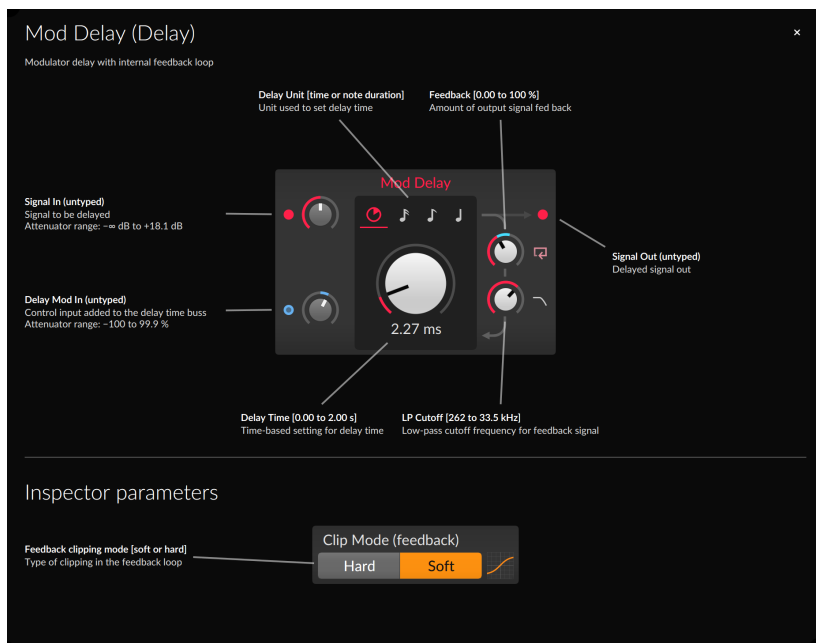 Mod Delay (Delay)
×
Modulator delay with internal feedback loop
Delay Unit [time or note duration]
Unit used to set delay time
Feedback [0.00 to 100 %]
Amount of output signal fed back
Mod Delay
Signal In (untyped)
Signal to be delayed
Attenuator range: −∞ dB to +18.1 dB
Signal Out (untyped)
Delayed signal out
Delay Mod In (untyped)
Control input added to the delay time buss
Attenuator range: −100 to 99.9 %
2.27 ms
Delay Time [0.00 to 2.00 s]
Time-based setting for delay time
LP Cutoff [262 to 33.5 kHz]
Low-pass cutoff frequency for feedback signal
Inspector parameters
Clip Mode (feedback)
Feedback clipping mode [soft or hard]
Type of clipping in the feedback loop
Hard
Soft